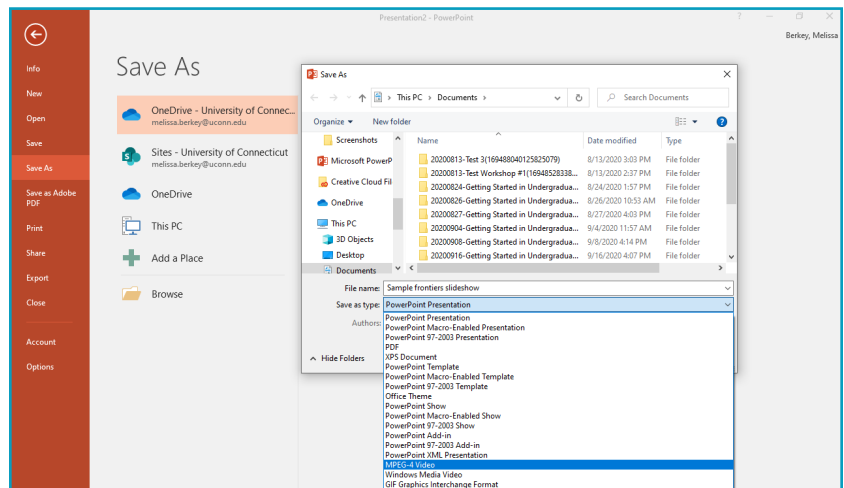 Presentation2 - PowerPoint
?
Berkey, Melissa
Info
New
Open
Save
Save As
Save as Adobe
PDF
Print
Share
Export
Close
Account
Options
Save As
OneDrive - University of Connec...
melissa.berkey@uconn.edu
Sites - University of Connecticut
melissa.berkey@uconn.edu
OneDrive
This PC
Add a Place
Browse
Save As
This PC > Documents >
Search Documents
Organize
New folder
Name Date modified Type
Screenshots
Microsoft PowerP
Creative Cloud Fil
OneDrive
This PC
3D Objects
Desktop
Documents
20200813-Test 3(169488040125825079) 8/13/2020 3:03 PM File folder
20200813-Test Workshop #1(16948528338... 8/13/2020 2:37 PM File folder
20200824-Getting Started in Undergradua... 8/24/2020 1:57 PM File folder
20200826-Getting Started in Undergradua... 8/26/2020 10:53 AM File folder
20200827-Getting Started in Undergradua... 8/27/2020 4:03 PM File folder
20200904-Getting Started in Undergradua... 9/4/2020 11:57 AM File folder
20200908-Getting Started in Undergradua... 9/8/2020 4:14 PM File folder
20200916-Getting Started in Undergradua... 9/16/2020 4:07 PM File folder
File name: Sample frontiers slideshow
Save as type: PowerPoint Presentation
Authors:
Hide Folders
PowerPoint Presentation
PowerPoint Macro-Enabled Presentation
PowerPoint 97-2003 Presentation
PDF
XPS Document
PowerPoint Template
PowerPoint Macro-Enabled Template
PowerPoint 97-2003 Template
Office Theme
PowerPoint Show
PowerPoint Macro-Enabled Show
PowerPoint 97-2003 Show
PowerPoint Add-in
PowerPoint 97-2003 Add-in
PowerPoint XML Presentation
MPEG-4 Video
Windows Media Video
GIF Graphics Interchange Format